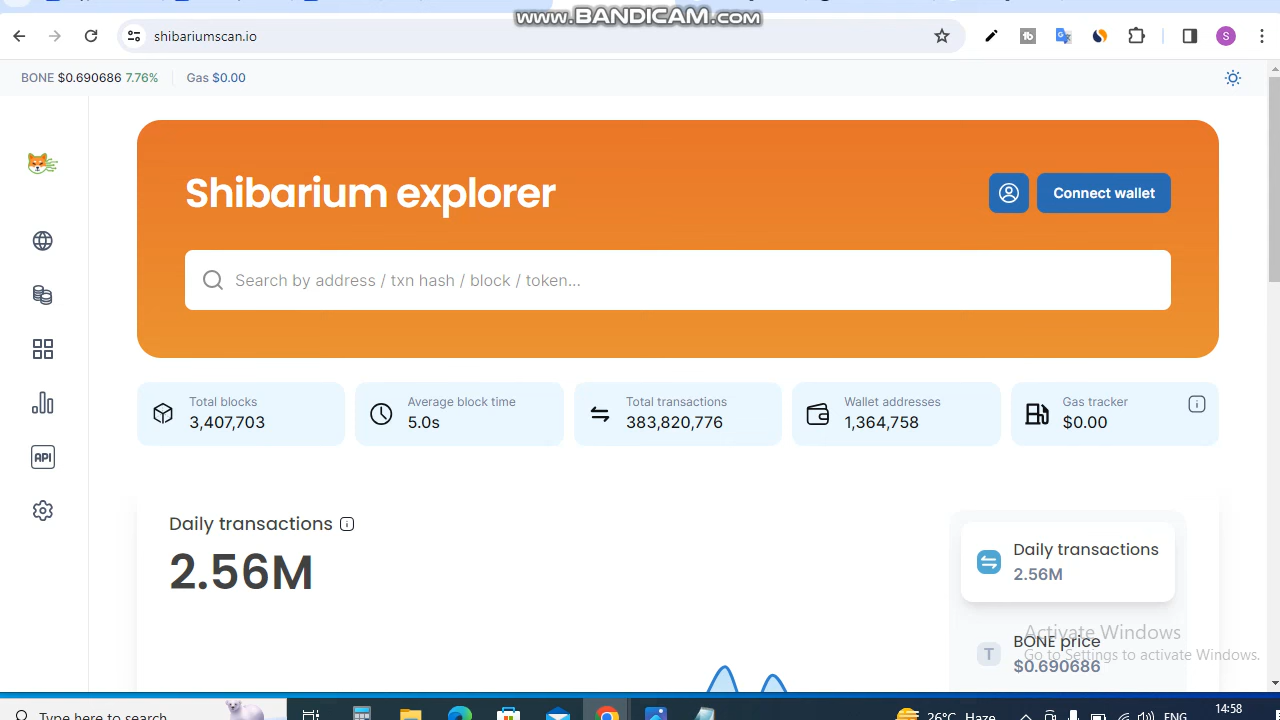 www.BANDICAM.com
shibariumscan.io
S
BONE $0.690686 7.76% Gas $0.00
Shibarium explorer
Connect wallet
Search by address / txn hash / block / token...
Total blocks
3,407,703
Average block time
5.0s
Total transactions
383,820,776
Wallet addresses
1,364,758
Gas tracker
$0.00
API
Daily transactions
2.56M
Daily transactions
2.56M
T
BONE price
$0.690686
Activate Windows
Go to Settings to activate Windows.
Type here to search
26°C Haze
ENG
14:58